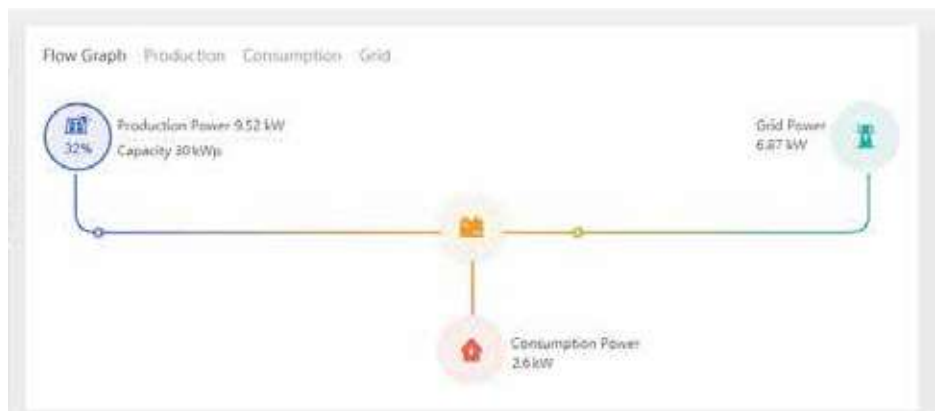 Flow Graph Production Consumption Grid
Production Power 9.52 kW
32%
Capacity 30 kWp
Grid Power
6.87 kW
Consumption Power
2.6 kW